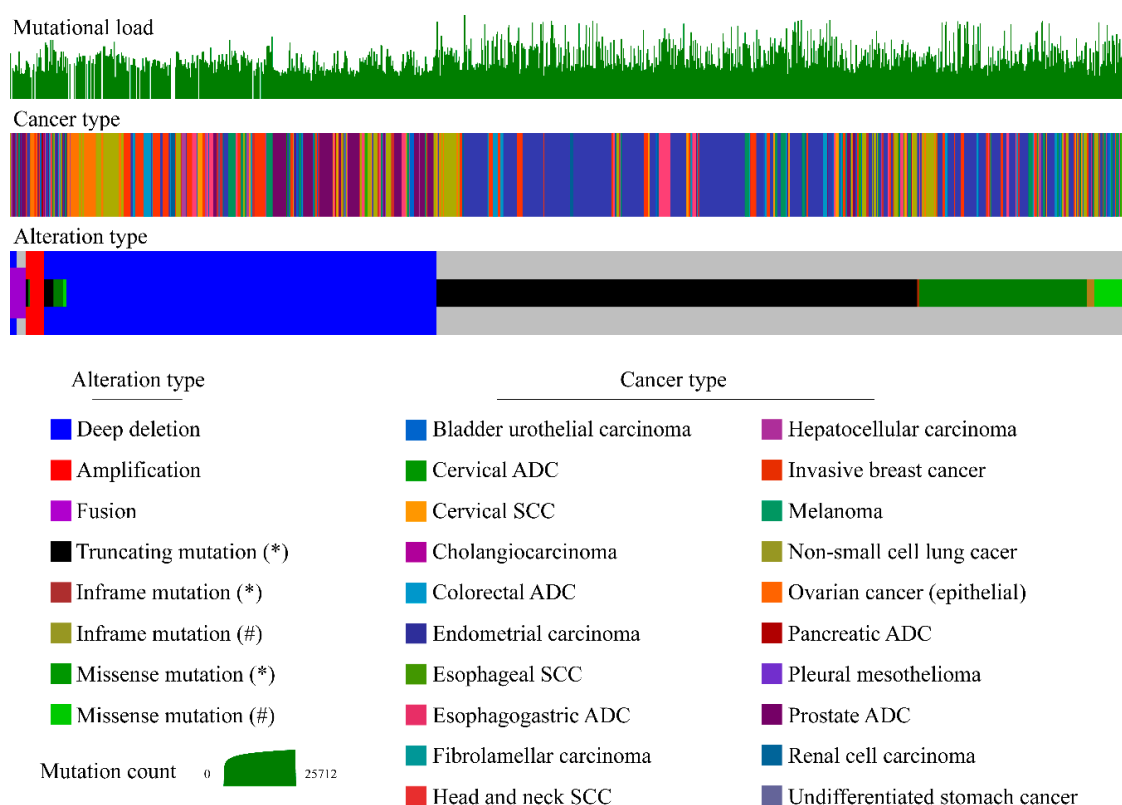 Mutational load
Cancer type
Alteration type
Alteration type
Cancer type
Deep deletion
Amplification
Fusion
Truncating mutation (*)
Inframe mutation (*)
Inframe mutation (#)
Missense mutation (*)
Missense mutation (#)
Mutation count 0 25712
Bladder urothelial carcinoma
Cervical ADC
Cervical SCC
Cholangiocarcinoma
Colorectal ADC
Endometrial carcinoma
Esophageal SCC
Esophagogastric ADC
Fibrolamellar carcinoma
Head and neck SCC
Hepatocellular carcinoma
Invasive breast cancer
Melanoma
Non-small cell lung cacer
Ovarian cancer (epithelial)
Pancreatic ADC
Pleural mesothelioma
Prostate ADC
Renal cell carcinoma
Undifferentiated stomach cancer